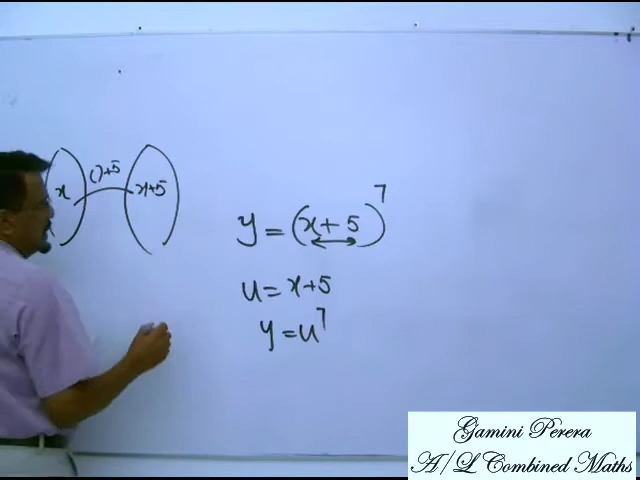 x ( )+5 x+5
y = (x+5)⁷
u = x+5
y = u⁷
Gamini Perera
A/L Combined Maths